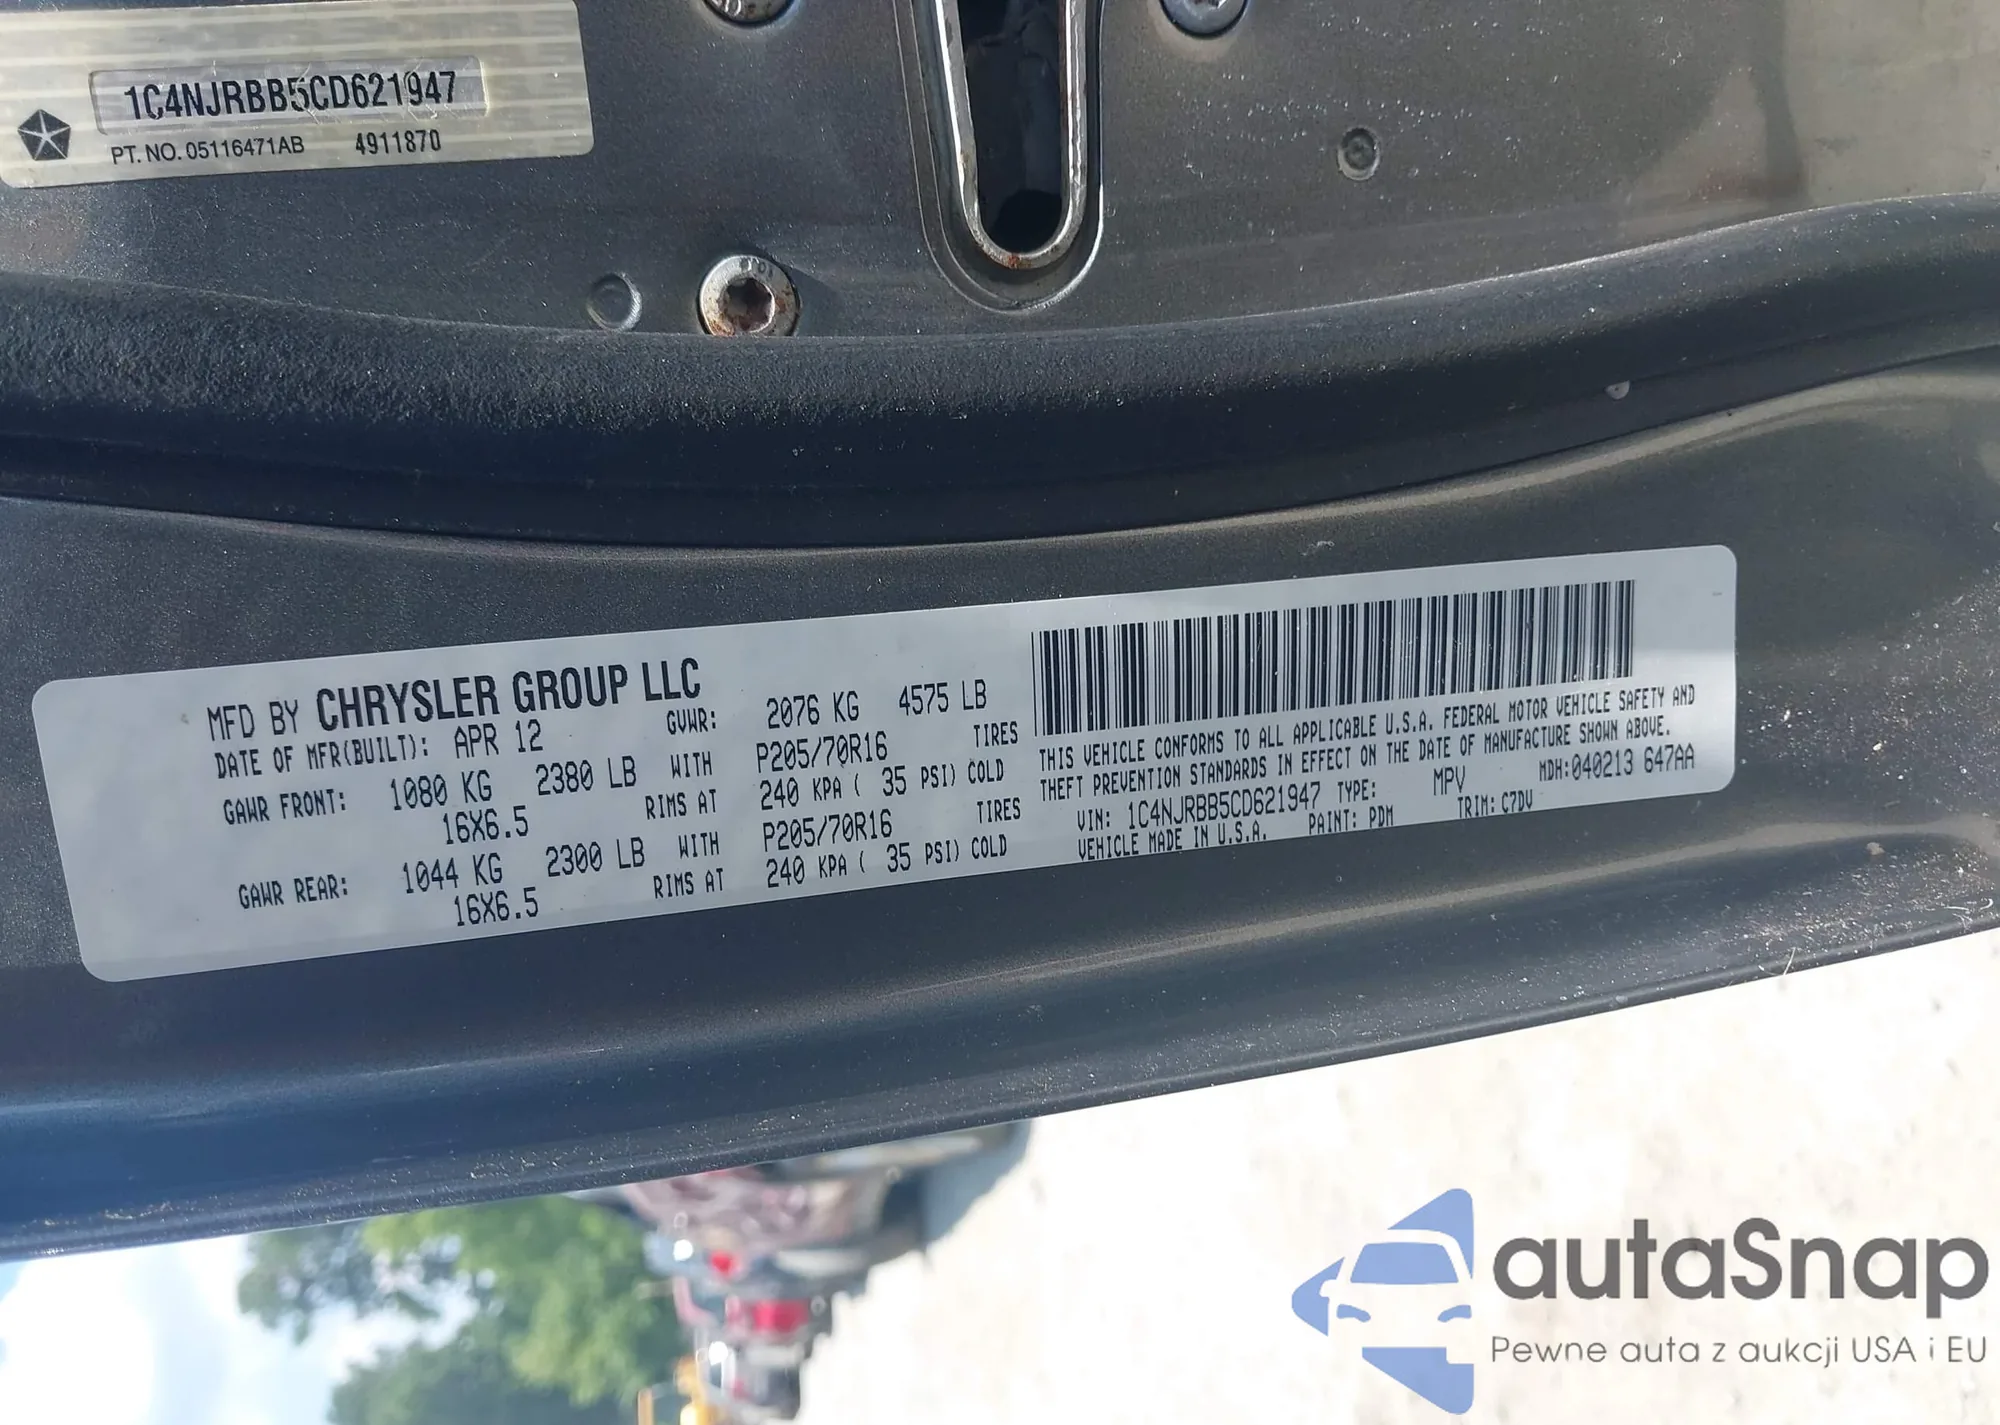 1C4NJRBB5CD621947
PT. NO. 05116471AB 4911870
MFD BY CHRYSLER GROUP LLC
DATE OF MFR(BUILT): APR 12 GVWR: 2076 KG 4575 LB
GAWR FRONT: 1080 KG 2380 LB WITH P205/70R16 TIRES
16X6.5 RIMS AT 240 KPA ( 35 PSI) COLD
GAWR REAR: 1044 KG 2300 LB WITH P205/70R16 TIRES
16X6.5 RIMS AT 240 KPA ( 35 PSI) COLD
THIS VEHICLE CONFORMS TO ALL APPLICABLE U.S.A. FEDERAL MOTOR VEHICLE SAFETY AND
THEFT PREVENTION STANDARDS IN EFFECT ON THE DATE OF MANUFACTURE SHOWN ABOVE.
VIN: 1C4NJRBB5CD621947 TYPE: MPV MDH:040213 647AA
VEHICLE MADE IN U.S.A. PAINT: PDM TRIM: C7DV
autaSnap
Pewne auta z aukcji USA i EU